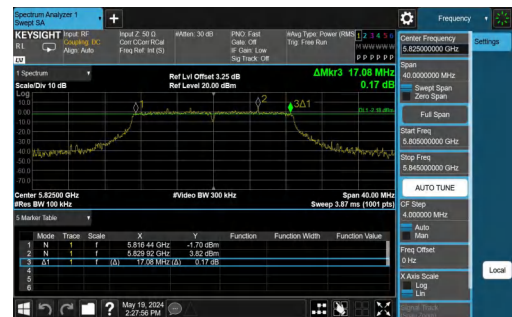 Spectrum Analyzer 1
Swept SA
+
Frequency
KEYSIGHT
RL
Input: RF
Coupling: DC
Align: Auto
Input Z: 50 Ω
Corr CCorr RCal
Freq Ref: Int (S)
#Atten: 30 dB
PNO: Fast
Gate: Off
IF Gain: Low
Sig Track: Off
#Avg Type: Power (RMS)
Trig: Free Run
1 2 3 4 5 6
M W W W W W
P P P P P P
LXI
1 Spectrum
Scale/Div 10 dB
Log
Ref Lvl Offset 3.25 dB
Ref Level 20.00 dBm
ΔMkr3 17.08 MHz
0.17 dB
10.0
0.00
-10.0
-20.0
-30.0
-40.0
-50.0
-60.0
-70.0
1
2
3Δ1
Center 5.82500 GHz
#Res BW 100 kHz
#Video BW 300 kHz
Span 40.00 MHz
Sweep 3.87 ms (1001 pts)
5 Marker Table
Mode Trace Scale X Y Function Function Width Function Value
1 N 1 f 5.816 44 GHz -1.70 dBm
2 N 1 f 5.829 92 GHz 3.82 dBm
3 Δ1 1 f (Δ) 17.08 MHz (Δ) 0.17 dB
4
5
6
?
May 19, 2024
2:27:56 PM
Center Frequency
5.825000000 GHz
Span
40.0000000 MHz
Swept Span
Zero Span
Full Span
Start Freq
5.805000000 GHz
Stop Freq
5.845000000 GHz
AUTO TUNE
CF Step
4.000000 MHz
Auto
Man
Freq Offset
0 Hz
X Axis Scale
Log
Lin
Signal Track
Settings
Local